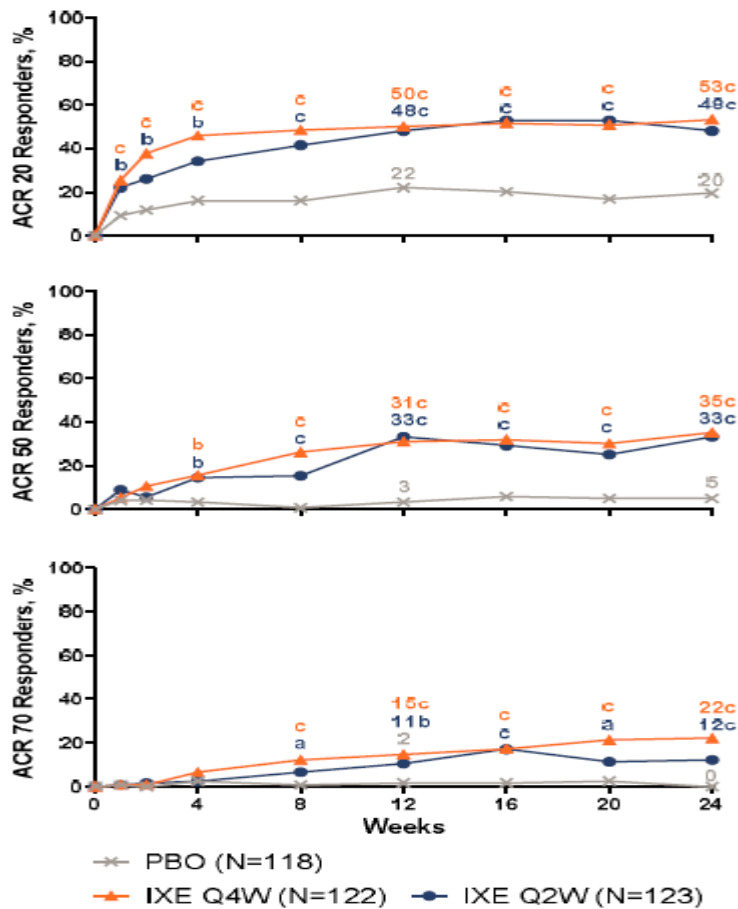 ACR 20 Responders, %
100
80
60
40
20
0
c c c c 50c c c 53c
b b b c 48c c c 48c
22 20
ACR 50 Responders, %
100
80
60
40
20
0
b c 31c c c 35c
b c 33c c c 33c
3 5
ACR 70 Responders, %
100
80
60
40
20
0
c 15c c c 22c
a 11b c a 12c
2 0
0 4 8 12 16 20 24
Weeks
PBO (N=118)
IXE Q4W (N=122) IXE Q2W (N=123)